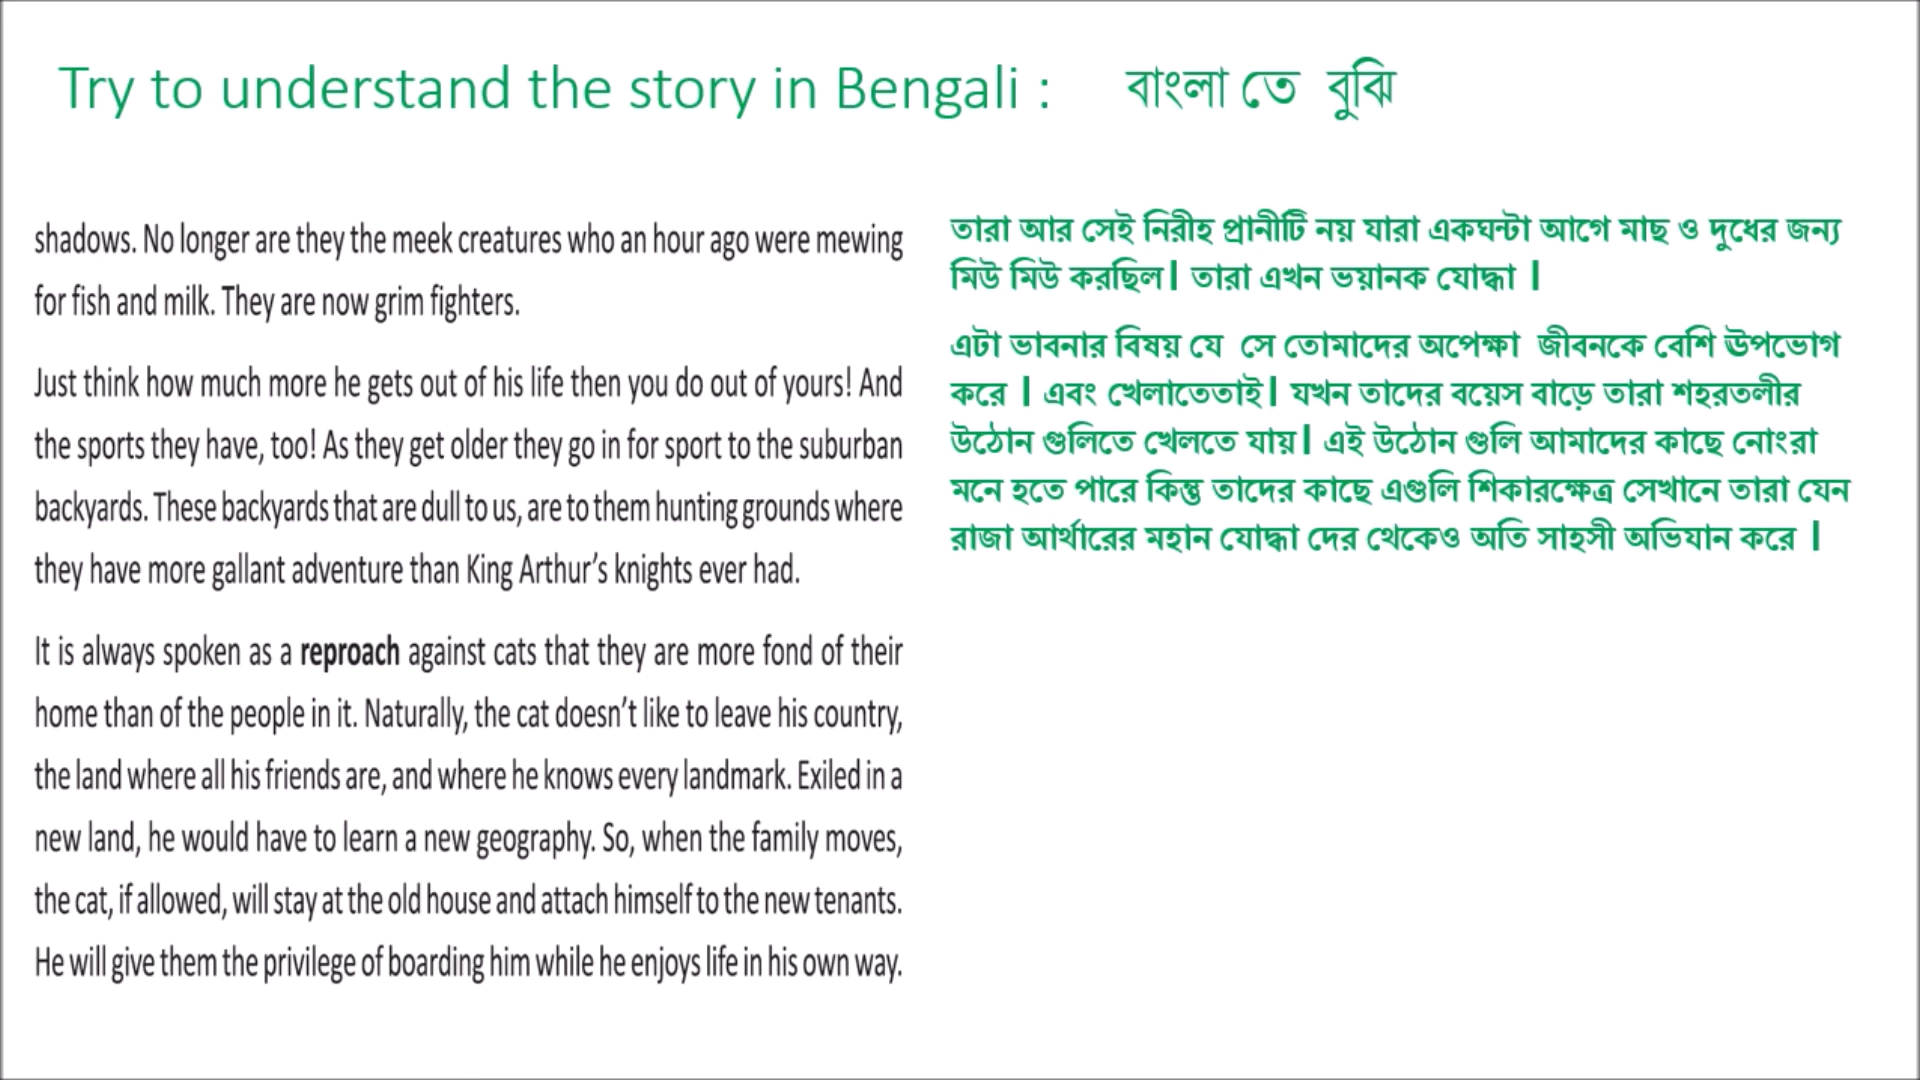 Try to understand the story in Bengali : বাংলা তে বুঝি
shadows. No longer are they the meek creatures who an hour ago were mewing
for fish and milk. They are now grim fighters.
Just think how much more he gets out of his life then you do out of yours! And
the sports they have, too! As they get older they go in for sport to the suburban
backyards. These backyards that are dull to us, are to them hunting grounds where
they have more gallant adventure than King Arthur’s knights ever had.
It is always spoken as a reproach against cats that they are more fond of their
home than of the people in it. Naturally, the cat doesn’t like to leave his country,
the land where all his friends are, and where he knows every landmark. Exiled in a
new land, he would have to learn a new geography. So, when the family moves,
the cat, if allowed, will stay at the old house and attach himself to the new tenants.
He will give them the privilege of boarding him while he enjoys life in his own way.
তারা আর সেই নিরীহ প্রানীটি নয় যারা একঘন্টা আগে মাছ ও দুধের জন্য
মিউ মিউ করছিল। তারা এখন ভয়ানক যোদ্ধা ।
এটা ভাবনার বিষয় যে সে তোমাদের অপেক্ষা জীবনকে বেশি ঊপভোগ
করে । এবং খেলাতেতাই। যখন তাদের বয়েস বাড়ে তারা শহরতলীর
উঠোন গুলিতে খেলতে যায়। এই উঠোন গুলি আমাদের কাছে নোংরা
মনে হতে পারে কিন্তু তাদের কাছে এগুলি শিকারক্ষেত্র সেখানে তারা যেন
রাজা আর্থারের মহান যোদ্ধা দের থেকেও অতি সাহসী অভিযান করে ।